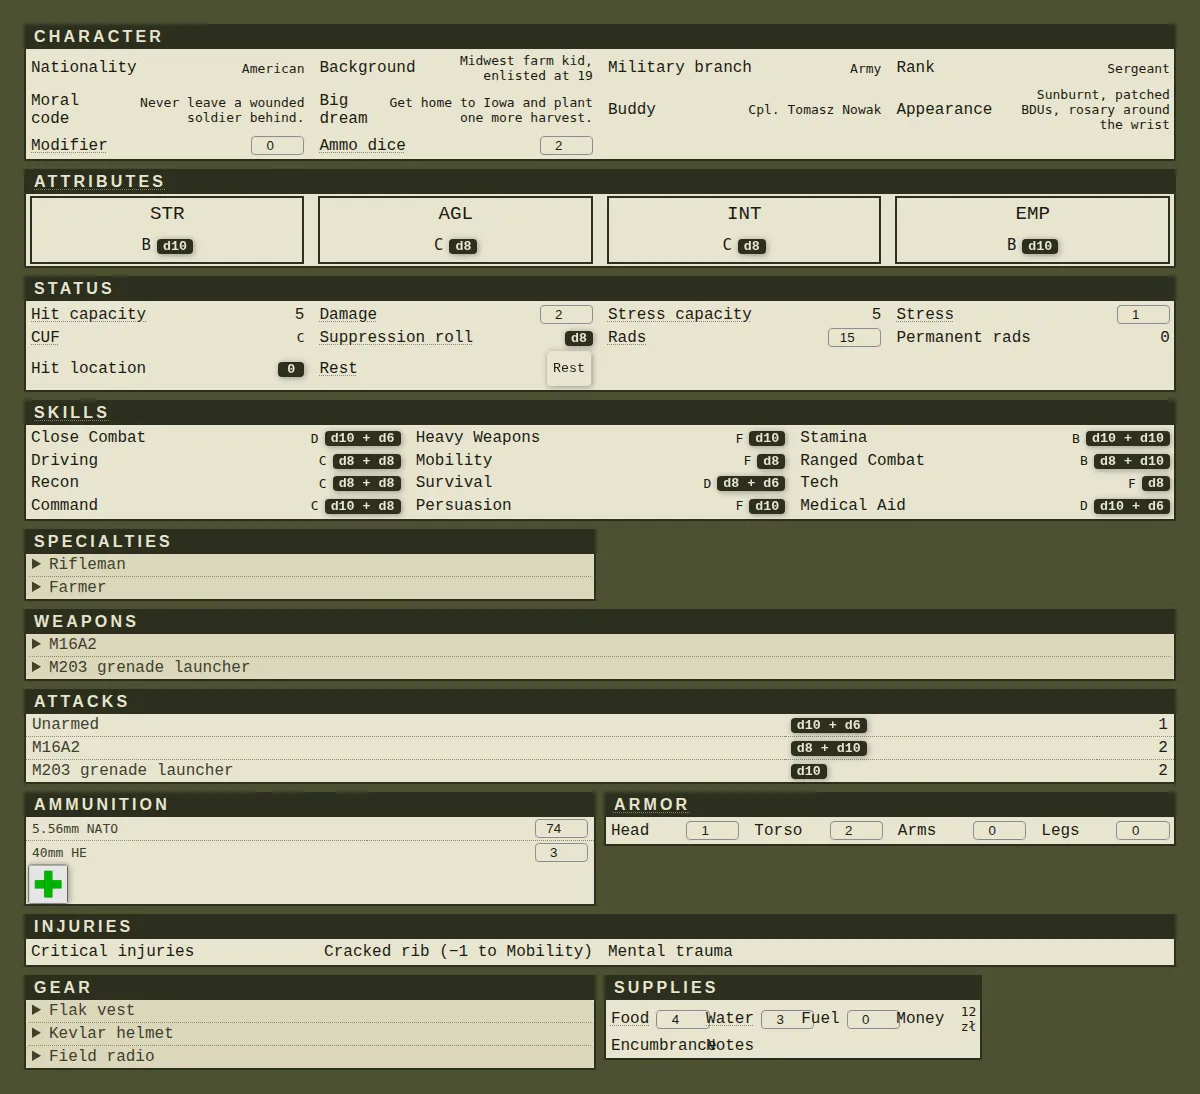 CHARACTER
Nationality American Background Midwest farm kid, enlisted at 19 Military branch Army Rank Sergeant
Moral code Never leave a wounded soldier behind. Big dream Get home to Iowa and plant one more harvest. Buddy Cpl. Tomasz Nowak Appearance Sunburnt, patched BDUs, rosary around the wrist
Modifier 0 Ammo dice 2
ATTRIBUTES
STR AGL INT EMP
B d10 C d8 C d8 B d10
STATUS
Hit capacity 5 Damage 2 Stress capacity 5 Stress 1
CUF C Suppression roll d8 Rads 15 Permanent rads 0
Hit location 0 Rest Rest
SKILLS
Close Combat D d10 + d6 Heavy Weapons F d10 Stamina B d10 + d10
Driving C d8 + d8 Mobility F d8 Ranged Combat B d8 + d10
Recon C d8 + d8 Survival D d8 + d6 Tech F d8
Command C d10 + d8 Persuasion F d10 Medical Aid D d10 + d6
SPECIALTIES
Rifleman
Farmer
WEAPONS
M16A2
M203 grenade launcher
ATTACKS
Unarmed d10 + d6 1
M16A2 d8 + d10 2
M203 grenade launcher d10 2
AMMUNITION
5.56mm NATO 74
40mm HE 3
ARMOR
Head 1 Torso 2 Arms 0 Legs 0
INJURIES
Critical injuries Cracked rib (−1 to Mobility) Mental trauma
GEAR
Flak vest
Kevlar helmet
Field radio
SUPPLIES
Food 4 Water 3 Fuel 0 Money 12 zł
Encumbrance Notes